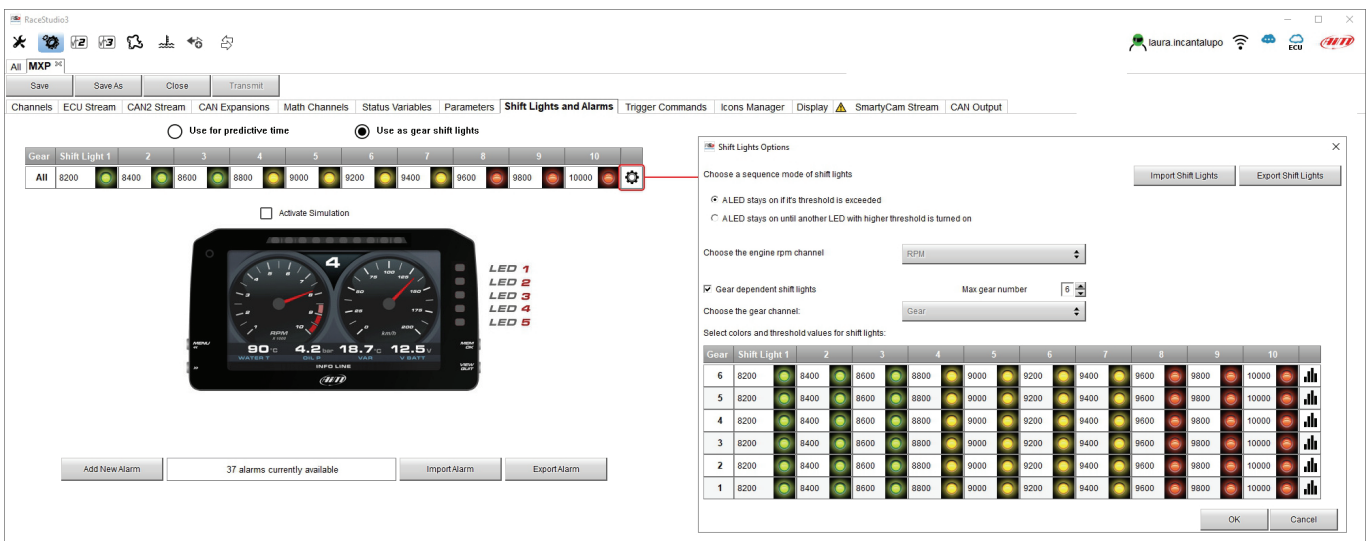 RaceStudio3
laura.incantalupo
ECU
AiM
All MXP
Save Save As Close Transmit
Channels ECU Stream CAN2 Stream CAN Expansions Math Channels Status Variables Parameters Shift Lights and Alarms Trigger Commands Icons Manager Display SmartyCam Stream CAN Output
Use for predictive time Use as gear shift lights
Gear Shift Light 1 2 3 4 5 6 7 8 9 10
All 8200 8400 8600 8800 9000 9200 9400 9600 9800 10000
Activate Simulation
4
RPM
X 1000
km/h
LED 1
LED 2
LED 3
LED 4
LED 5
MENU
MEM
OK
VIEW
QUIT
90 °C 4.2 bar 18.7 °C 12.5 V
WATER T OIL P VAR V BATT
INFO LINE
AiM
Add New Alarm 37 alarms currently available Import Alarm Export Alarm
Shift Lights Options
Choose a sequence mode of shift lights Import Shift Lights Export Shift Lights
A LED stays on if it's threshold is exceeded
A LED stays on until another LED with higher threshold is turned on
Choose the engine rpm channel RPM
Gear dependent shift lights Max gear number 6
Choose the gear channel: Gear
Select colors and threshold values for shift lights:
Gear Shift Light 1 2 3 4 5 6 7 8 9 10
6 8200 8400 8600 8800 9000 9200 9400 9600 9800 10000
5 8200 8400 8600 8800 9000 9200 9400 9600 9800 10000
4 8200 8400 8600 8800 9000 9200 9400 9600 9800 10000
3 8200 8400 8600 8800 9000 9200 9400 9600 9800 10000
2 8200 8400 8600 8800 9000 9200 9400 9600 9800 10000
1 8200 8400 8600 8800 9000 9200 9400 9600 9800 10000
OK Cancel